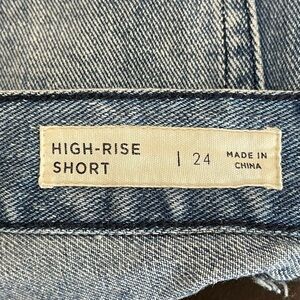 HIGH-RISE
SHORT
| 24
MADE IN
CHINA